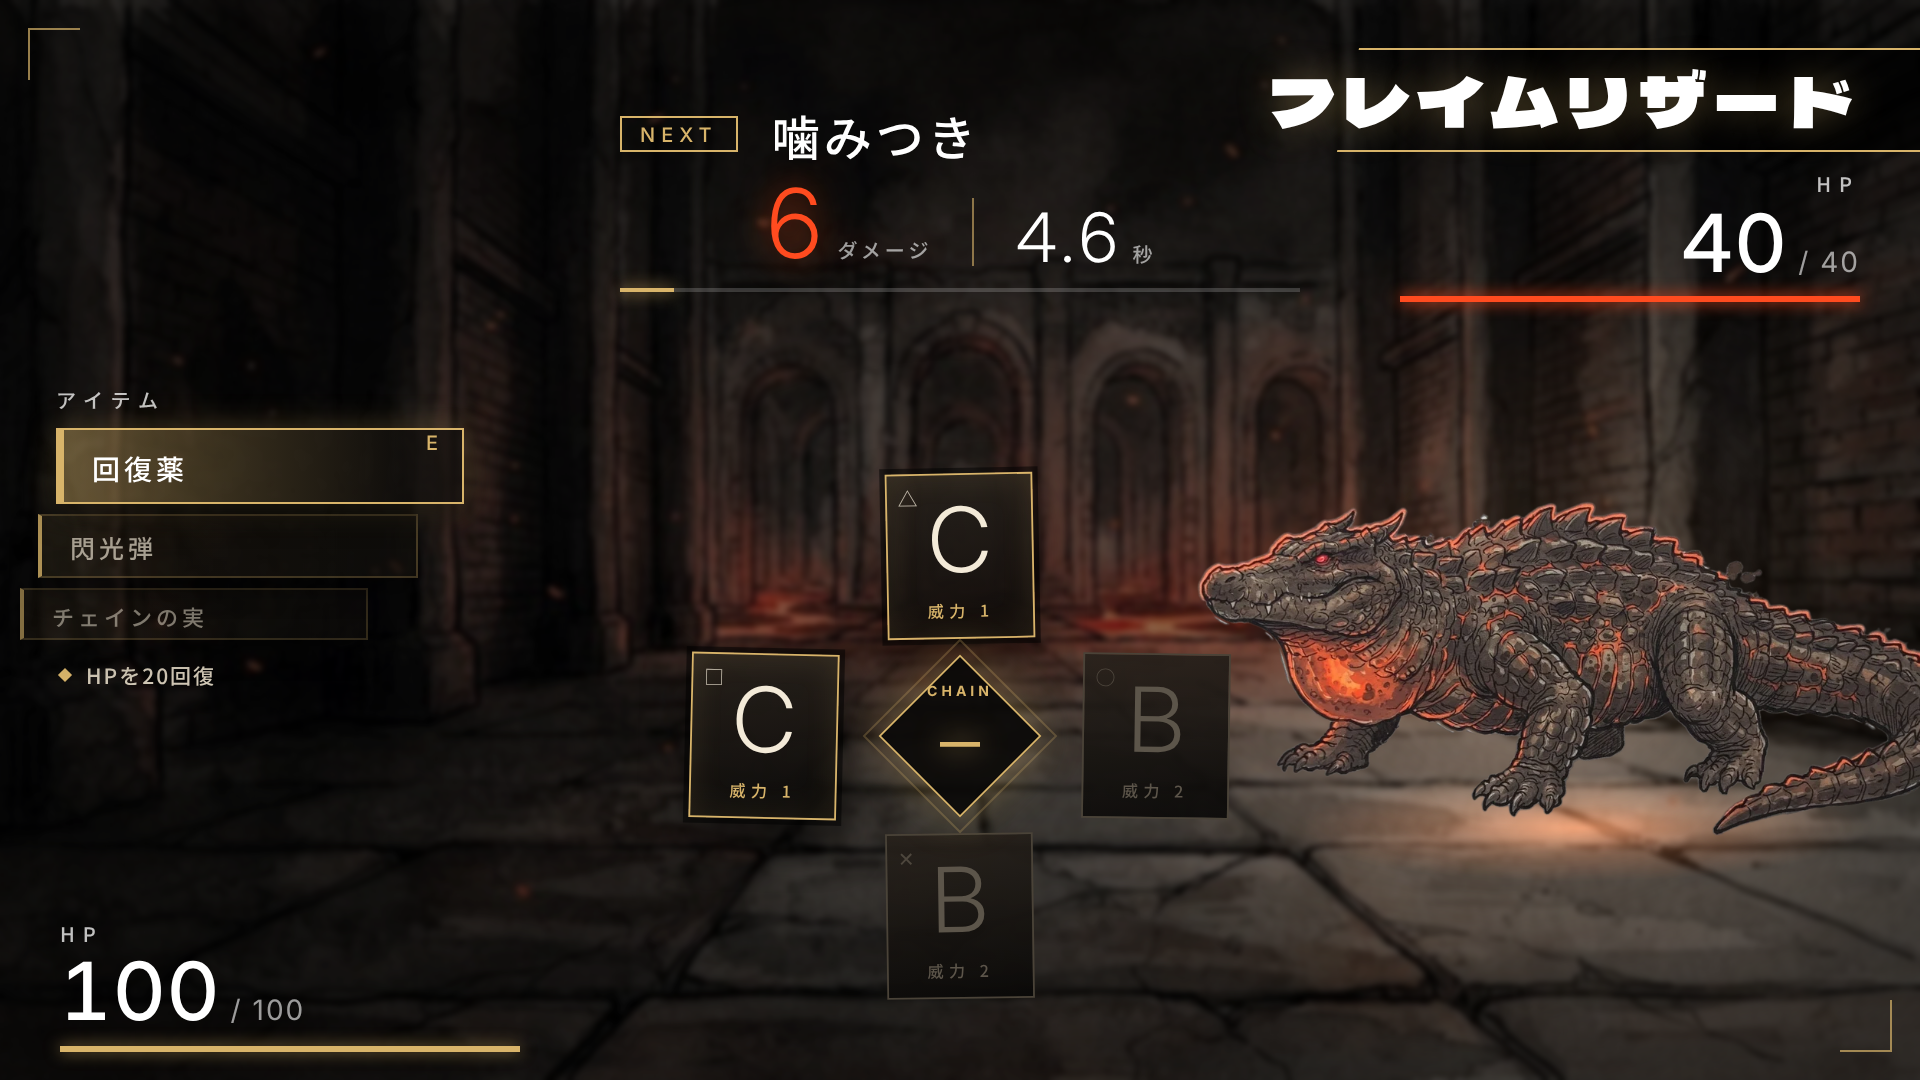 フレイムリザード
NEXT 噛みつき
6 ダメージ 4.6 秒
HP
40 / 40
アイテム
回復薬 E
閃光弾
チェインの実
HPを20回復
△ C 威力 1
□ C 威力 1
CHAIN
–
○ B 威力 2
× B 威力 2
HP
100 / 100